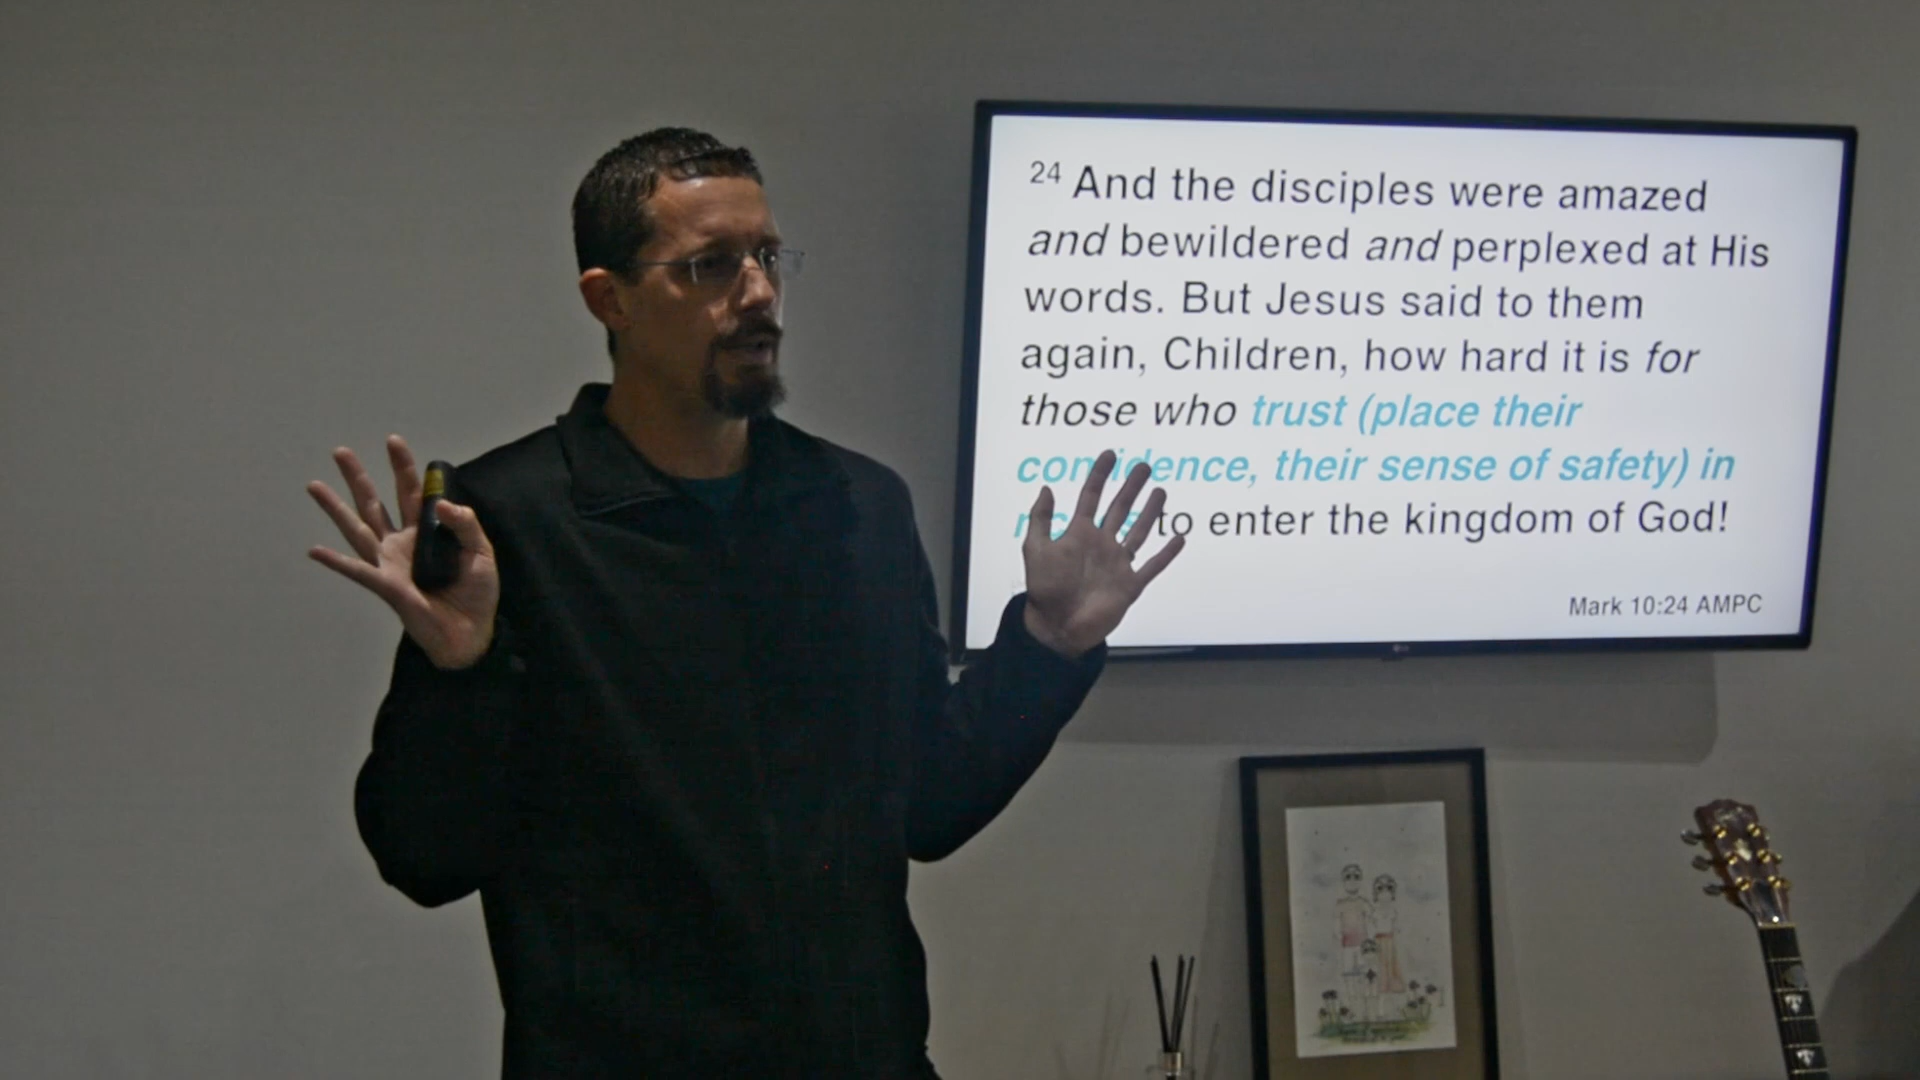 24 And the disciples were amazed
and bewildered and perplexed at His
words. But Jesus said to them
again, Children, how hard it is for
those who trust (place their
confidence, their sense of safety) in
to enter the kingdom of God!
Mark 10:24 AMPC
LG